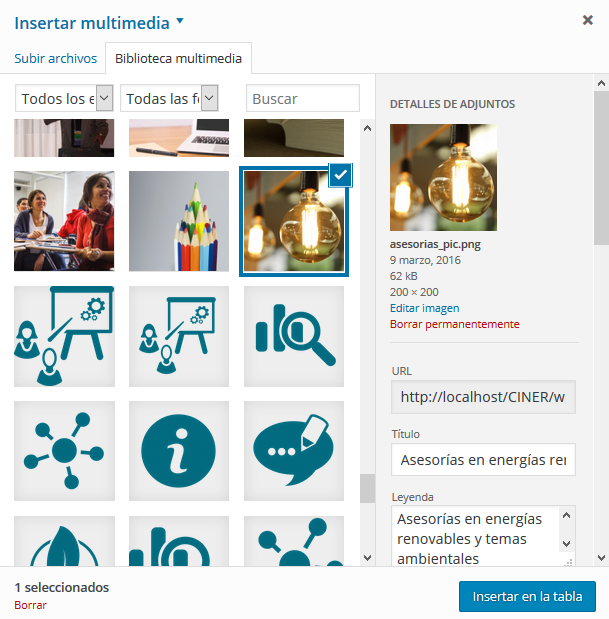 Insertar multimedia
Subir archivos
Biblioteca multimedia
Todos los e
Todas las f
Buscar
DETALLES DE ADJUNTOS
asesorias_pic.png
9 marzo, 2016
62 kB
200 × 200
Editar imagen
Borrar permanentemente
URL
http://localhost/CINER/w
Título
Asesorías en energías ren
Leyenda
Asesorías en energías
renovables y temas
ambientales
1 seleccionados
Borrar
Insertar en la tabla